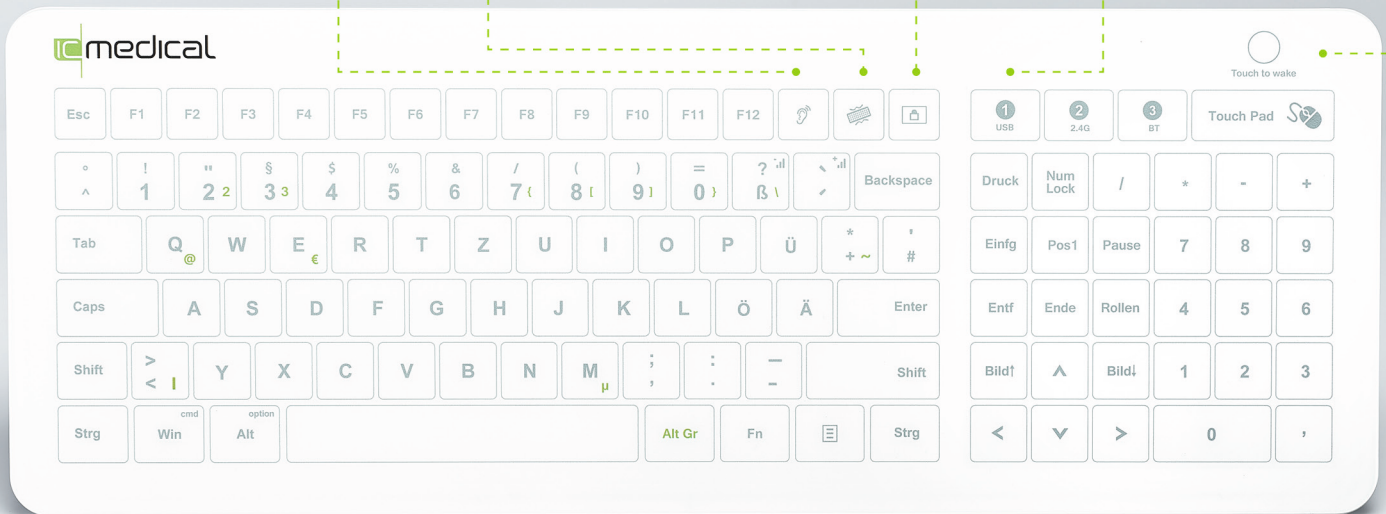 IC medical
Touch to wake
Esc F1 F2 F3 F4 F5 F6 F7 F8 F9 F10 F11 F12 1 USB 2 2.4G 3 BT Touch Pad
° ^ ! 1 " 2 2 § 3 3 $ 4 % 5 & 6 / 7 { ( 8 [ ) 9 ] = 0 } ? - ß \ ` + ´ Backspace Druck Num Lock / * - +
Tab Q @ W E € R T Z U I O P Ü * + ~ ' # Einfg Pos1 Pause 7 8 9
Caps A S D F G H J K L Ö Ä Enter Entf Ende Rollen 4 5 6
Shift > < | Y X C V B N M µ ; , : . — - Shift Bild↑ ∧ Bild↓ 1 2 3
Strg cmd Win option Alt Alt Gr Fn Strg < ∨ > 0 ,